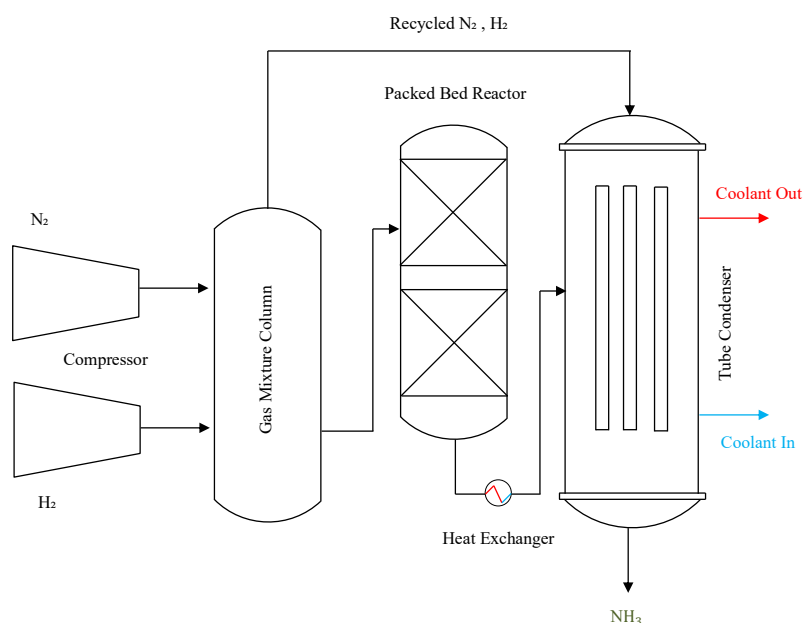 Recycled N₂ , H₂
Packed Bed Reactor
Coolant Out
N₂
Gas Mixture Column
Tube Condenser
Compressor
Coolant In
H₂
Heat Exchanger
NH₃